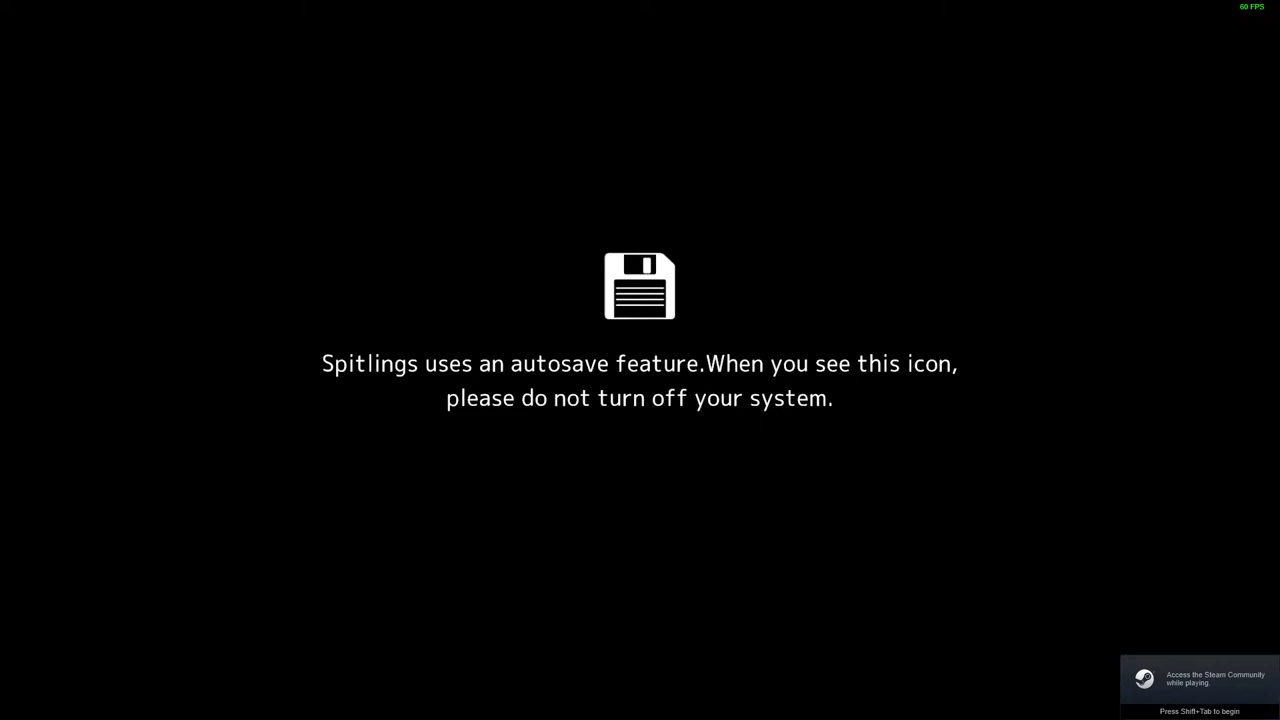 60 FPS
Spitlings uses an autosave feature.When you see this icon,
please do not turn off your system.
Access the Steam Community
while playing.
Press Shift+Tab to begin